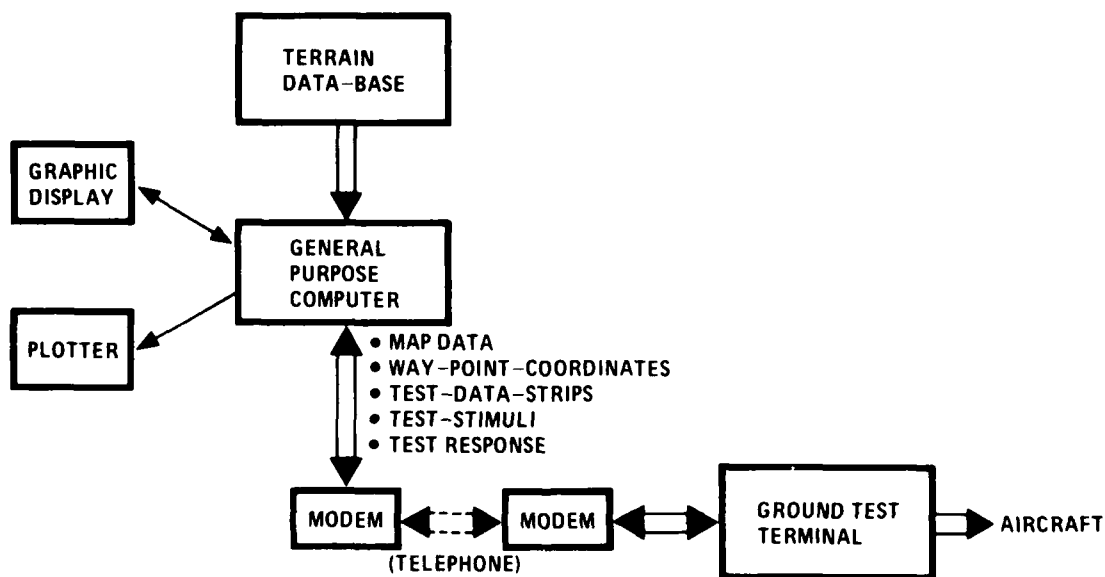 TERRAIN
DATA-BASE
GRAPHIC
DISPLAY
GENERAL
PURPOSE
COMPUTER
PLOTTER
• MAP DATA
• WAY-POINT-COORDINATES
• TEST-DATA-STRIPS
• TEST-STIMULI
• TEST RESPONSE
MODEM
(TELEPHONE)
MODEM
GROUND TEST
TERMINAL
AIRCRAFT